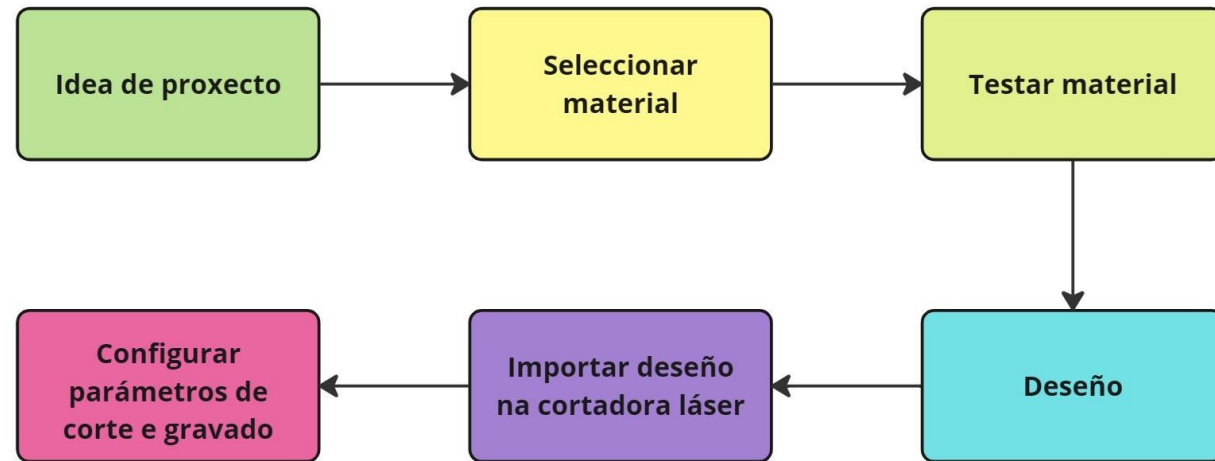 Idea de proxecto
Seleccionar
material
Testar material
Deseño
Importar deseño
na cortadora láser
Configurar
parámetros de
corte e gravado